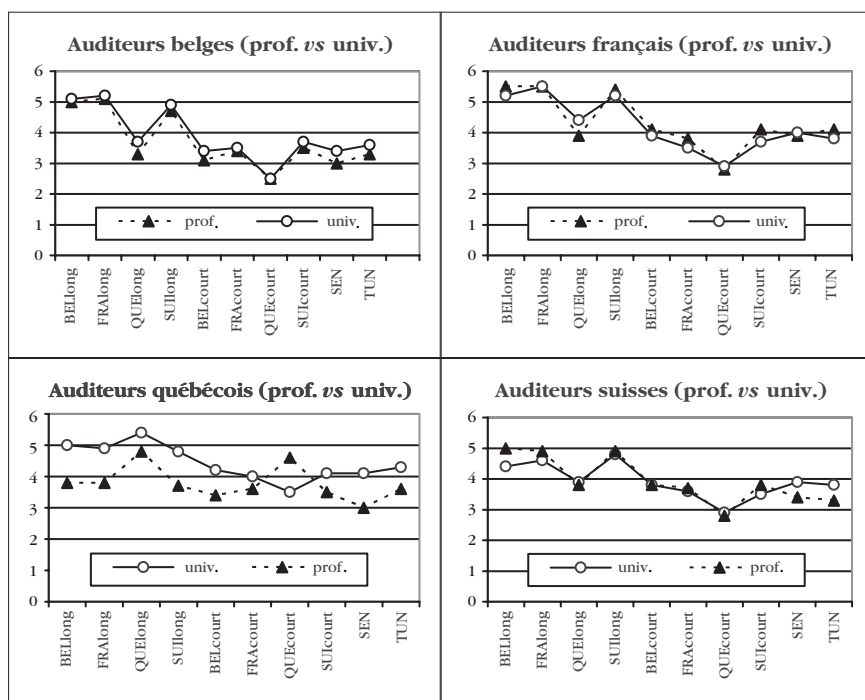 Auditeurs belges (prof. vs univ.)
6
5
4
3
2
1
0
prof.
univ.
BELlong
FRAlong
QUElong
SUIlong
BELcourt
FRAcourt
QUEcourt
SUIcourt
SEN
TUN
Auditeurs français (prof. vs univ.)
6
5
4
3
2
1
0
prof.
univ.
BELlong
FRAlong
QUElong
SUIlong
BELcourt
FRAcourt
QUEcourt
SUIcourt
SEN
TUN
Auditeurs québécois (prof. vs univ.)
6
5
4
3
2
1
0
univ.
prof.
BELlong
FRAlong
QUElong
SUIlong
BELcourt
FRAcourt
QUEcourt
SUIcourt
SEN
TUN
Auditeurs suisses (prof. vs univ.)
6
5
4
3
2
1
0
univ.
prof.
BELlong
FRAlong
QUElong
SUIlong
BELcourt
FRAcourt
QUEcourt
SUIcourt
SEN
TUN